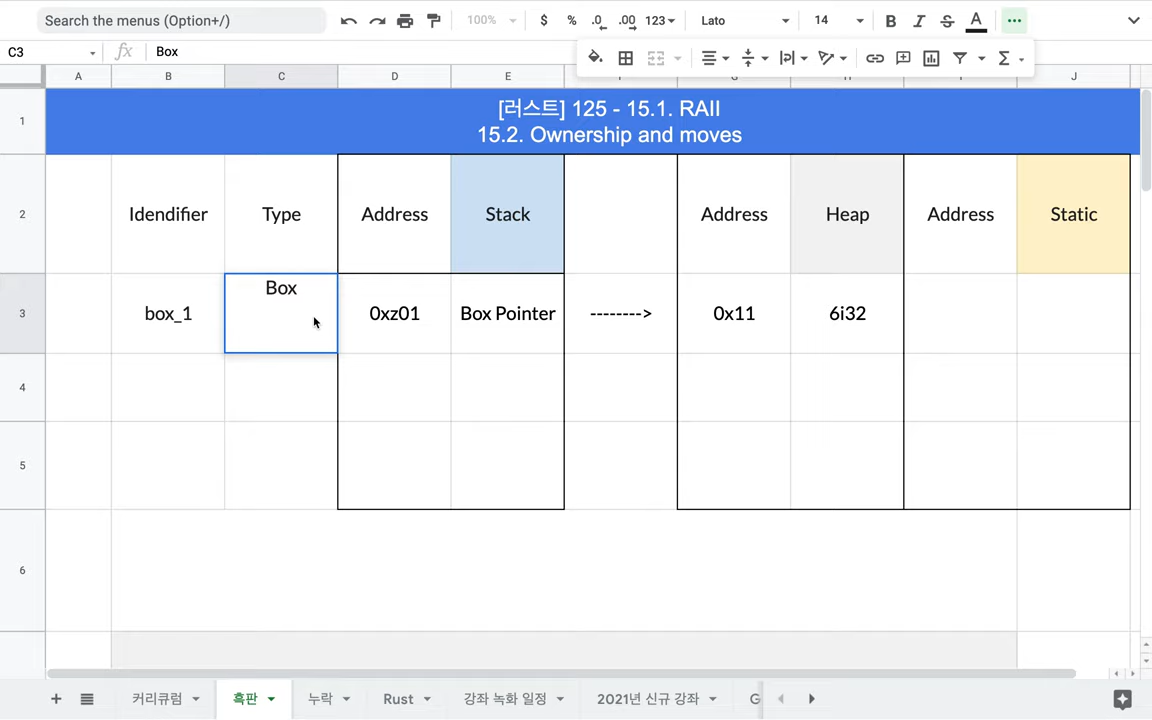 Search the menus (Option+/)
100%
$ % .0 .00 123
Lato
14
B I S A
C3
fx Box
A B C D E J
1
[러스트] 125 - 15.1. RAII
15.2. Ownership and moves
2
Idendifier Type Address Stack Address Heap Address Static
3
box_1 Box 0xz01 Box Pointer --------> 0x11 6i32
4
5
6
커리큘럼 흑판 누락 Rust 강좌 녹화 일정 2021년 신규 강좌 G